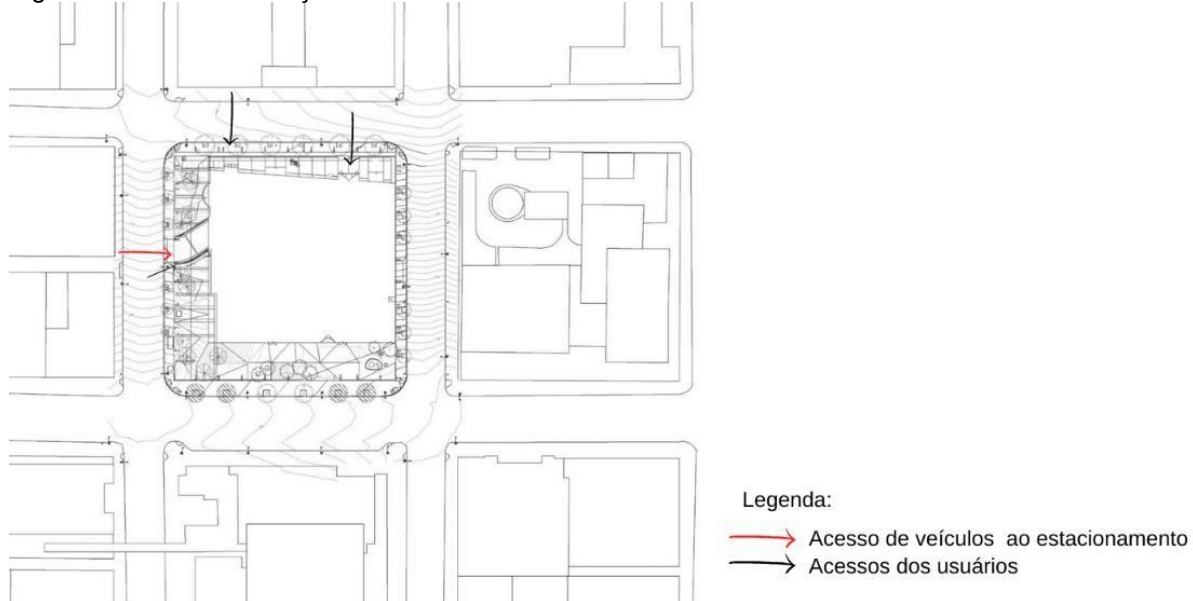 Legenda:
Acesso de veículos ao estacionamento
Acessos dos usuários